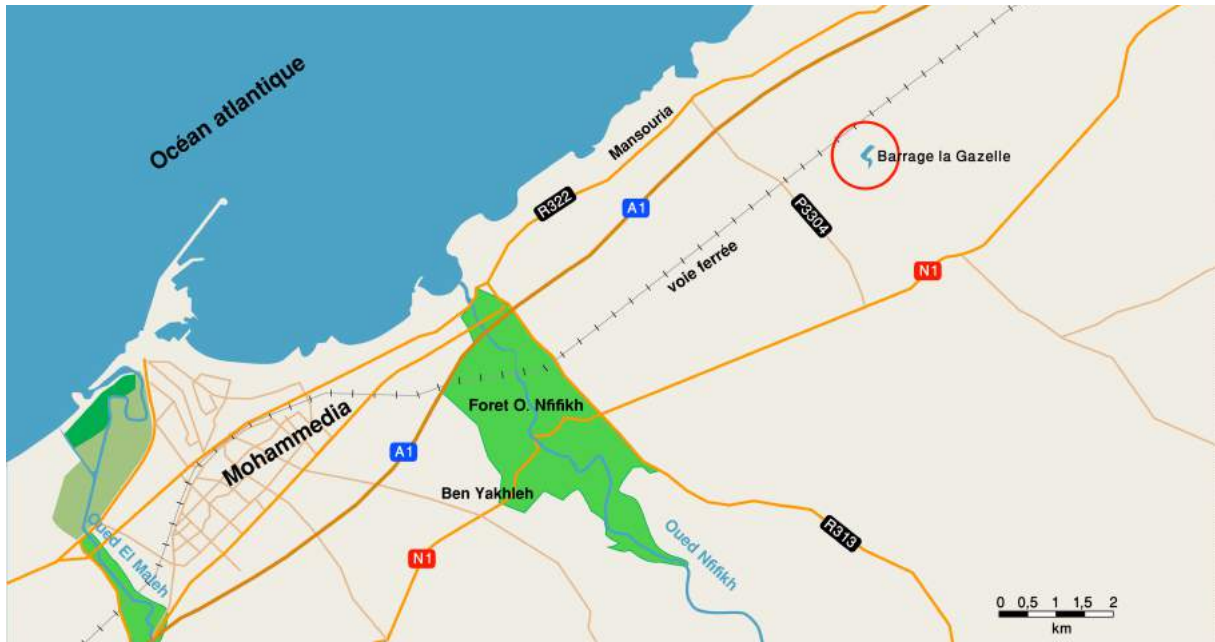 Océan atlantique
Mansouria
Barrage la Gazelle
R322
A1
P3304
voie ferrée
N1
Foret O. Nfifikh
Mohammedia
A1
Ben Yakhleh
Oued El Maleh
Oued Nfifikh
R313
N1
0 0,5 1 1,5 2
km